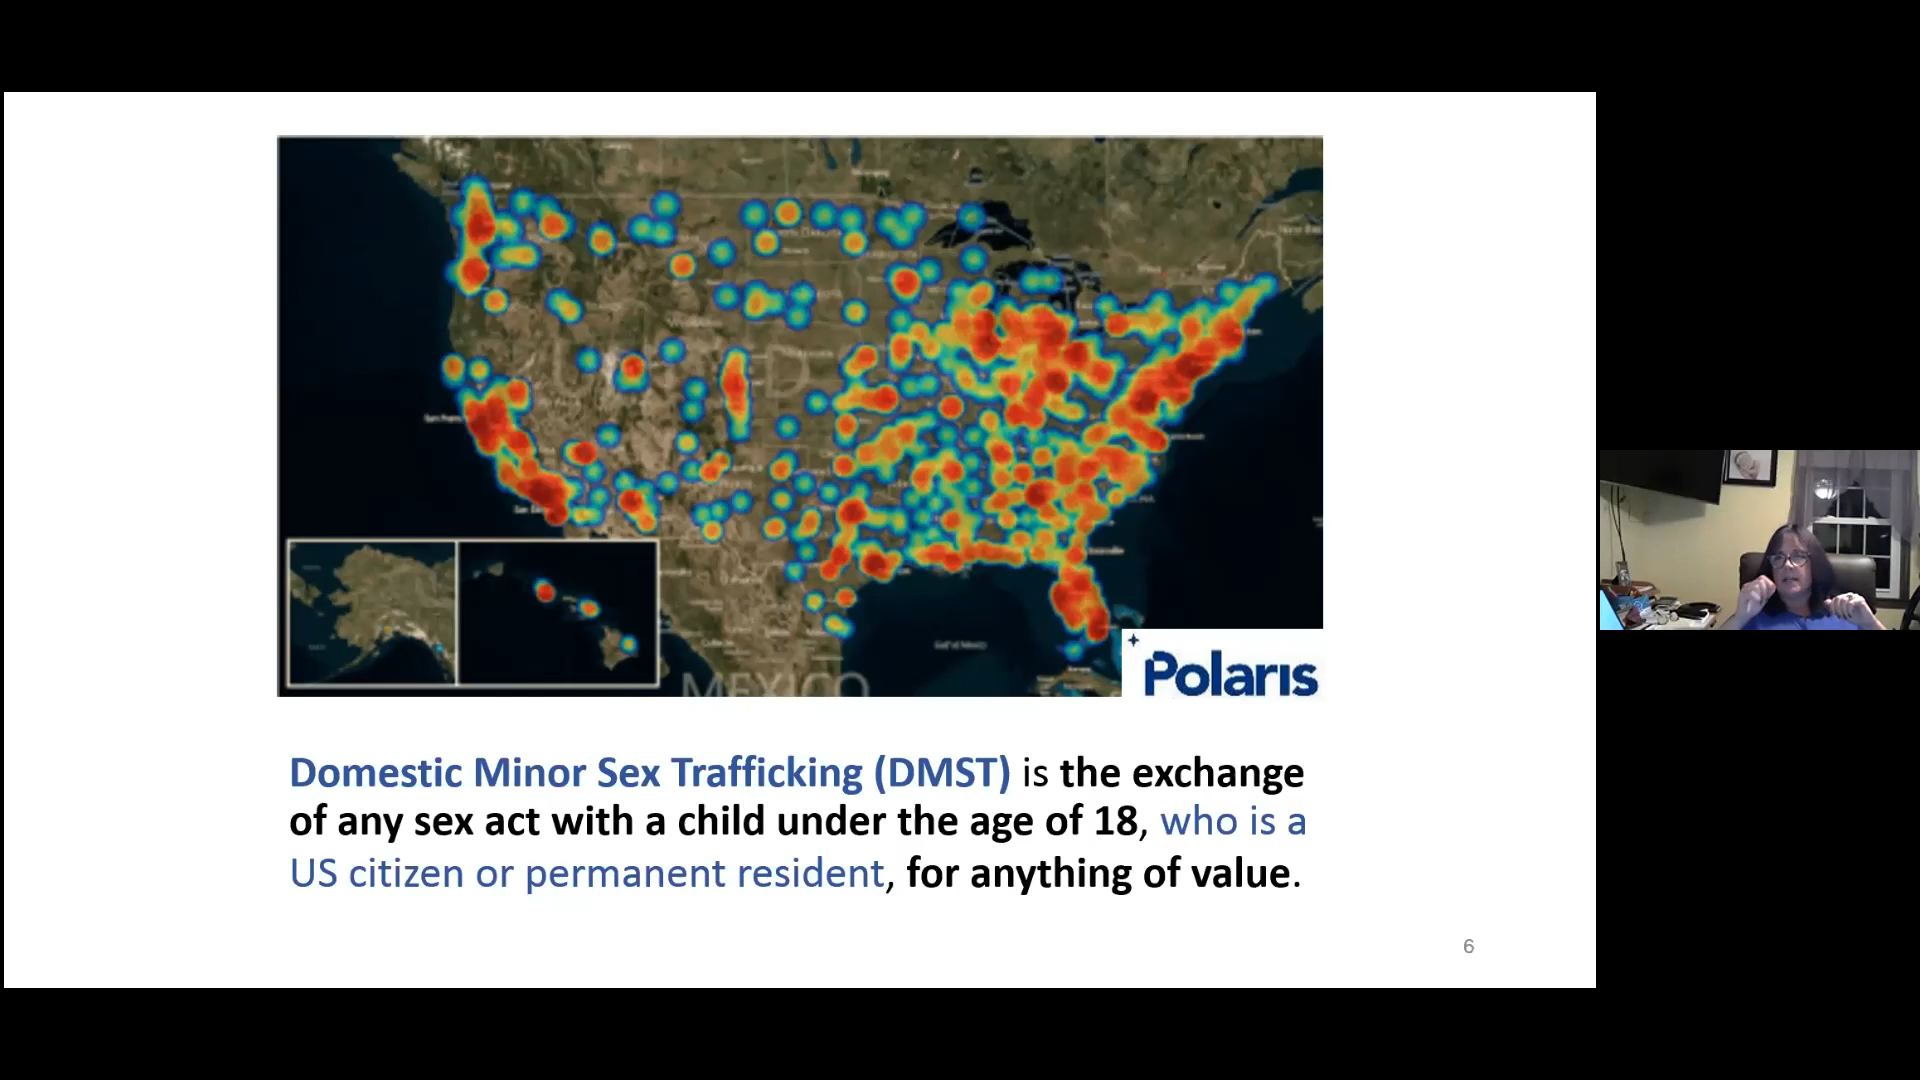 MEXICO
Polaris
Domestic Minor Sex Trafficking (DMST) is the exchange
of any sex act with a child under the age of 18, who is a
US citizen or permanent resident, for anything of value.
6